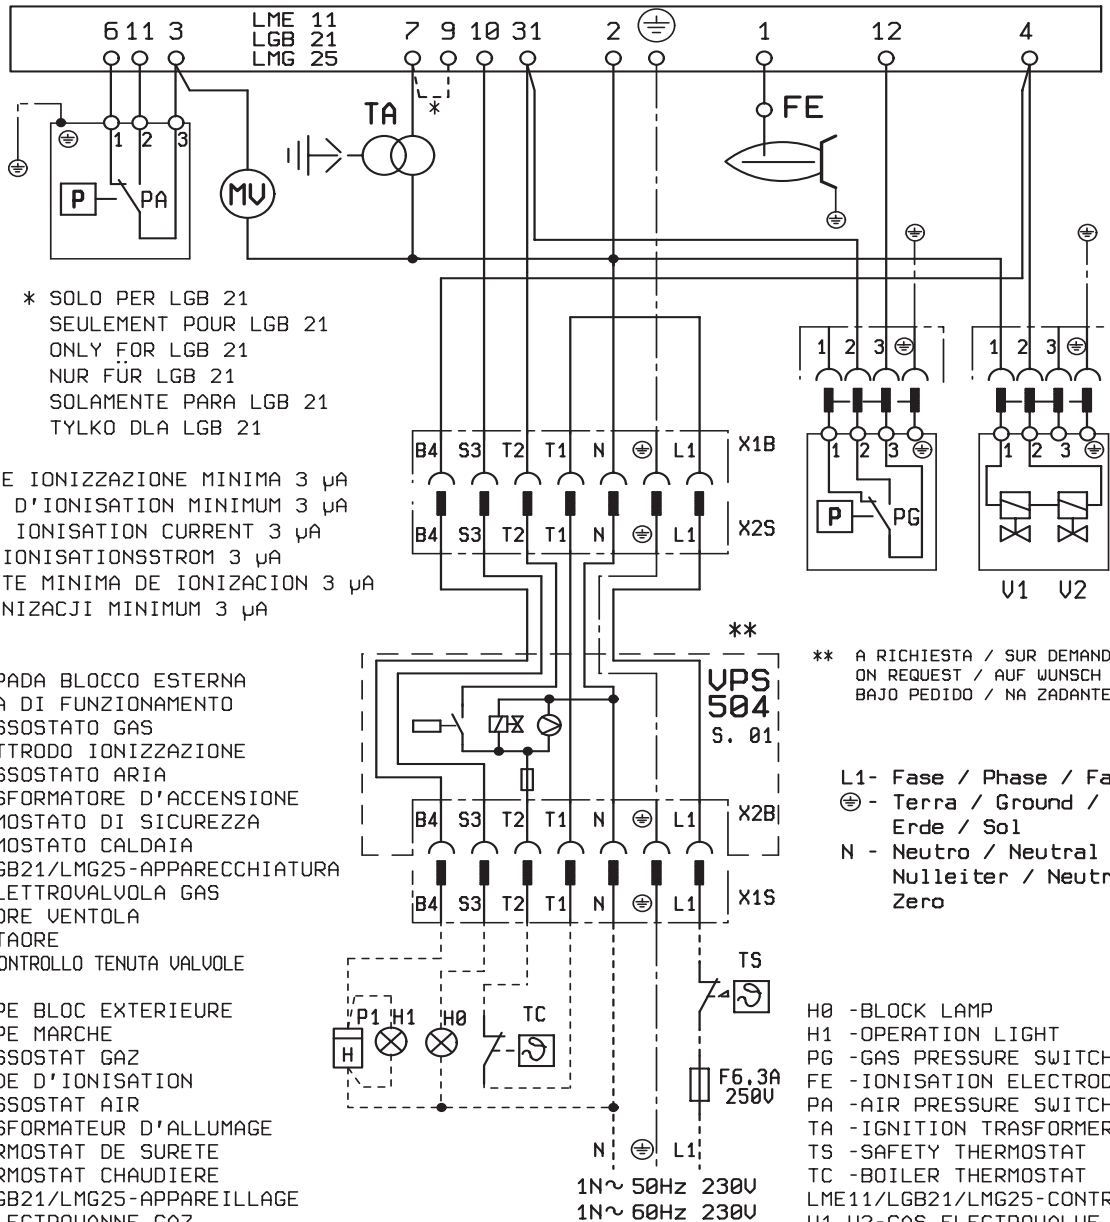 LME 11
6 11 3 LGB 21 7 9 10 31 2 1 12 4
LMG 25
TA
*
FE
1 2 3
P PA
MV
* SOLO PER LGB 21
SEULEMENT POUR LGB 21
ONLY FOR LGB 21
NUR FÜR LGB 21
SOLAMENTE PARA LGB 21
TYLKO DLA LGB 21
1 2 3
1 2 3
B4 S3 T2 T1 N L1 X1B
1 2 3
1 2 3
E IONIZZAZIONE MINIMA 3 µA
D'IONISATION MINIMUM 3 µA
IONISATION CURRENT 3 µA
IONISATIONSSTROM 3 µA
TE MINIMA DE IONIZACION 3 µA
NIZACJI MINIMUM 3 µA
P PG
B4 S3 T2 T1 N L1 X2S
V1 V2
**
** A RICHIESTA / SUR DEMAND
ON REQUEST / AUF WUNSCH
BAJO PEDIDO / NA ZADANTE
VPS
504
S. 01
PADA BLOCCO ESTERNA
A DI FUNZIONAMENTO
SSOSTATO GAS
TTRODO IONIZZAZIONE
SSOSTATO ARIA
SFORMATORE D'ACCENSIONE
MOSTATO DI SICUREZZA
MOSTATO CALDAIA
GB21/LMG25-APPARECCHIATURA
LETTROVALVOLA GAS
ORE VENTOLA
TAORE
ONTROLLO TENUTA VALVOLE
L1- Fase / Phase / Fa
- Terra / Ground /
Erde / Sol
N - Neutro / Neutral
Nulleiter / Neutr
Zero
B4 S3 T2 T1 N L1 X2B
B4 S3 T2 T1 N L1 X1S
TS
P1 H1 H0 TC
H
F6,3A
250V
PE BLOC EXTERIEURE
PE MARCHE
SSOSTAT GAZ
DE D'IONISATION
SSOSTAT AIR
SFORMATEUR D'ALLUMAGE
RMOSTAT DE SURETE
RMOSTAT CHAUDIERE
GB21/LMG25-APPAREILLAGE
LECTROVANNE GAZ
N L1
1N~ 50Hz 230V
1N~ 60Hz 230V
H0 -BLOCK LAMP
H1 -OPERATION LIGHT
PG -GAS PRESSURE SWITCH
FE -IONISATION ELECTROD
PA -AIR PRESSURE SWITCH
TA -IGNITION TRASFORMER
TS -SAFETY THERMOSTAT
TC -BOILER THERMOSTAT
LME11/LGB21/LMG25-CONTR
V1,V2-GAS ELECTROVALVE